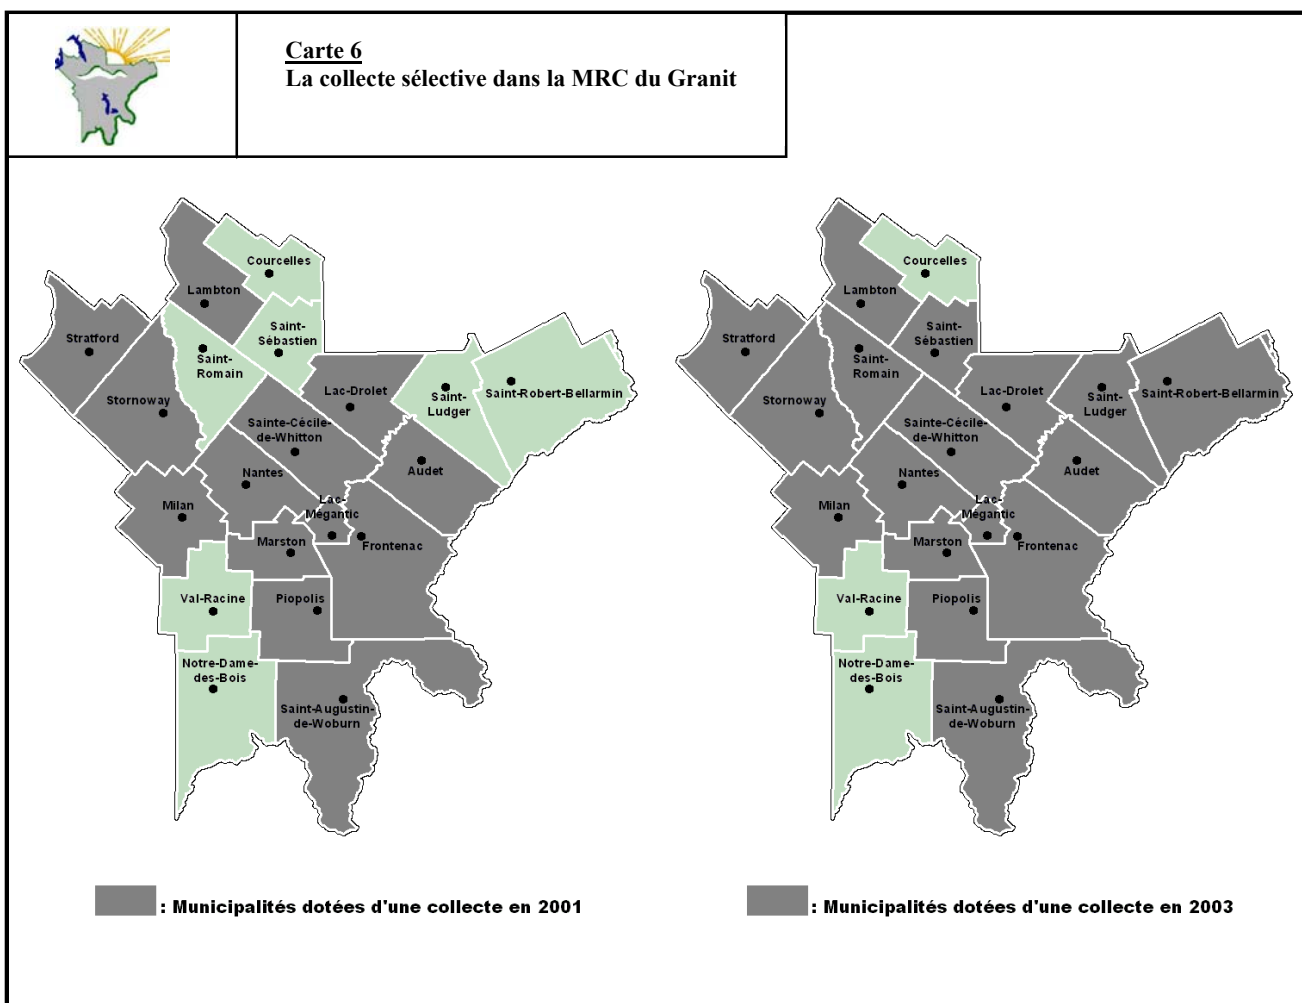 Carte 6
La collecte sélective dans la MRC du Granit
Courcelles
Lambton
Stratford
Saint-
Sébastien
Saint-
Romain
Stornoway
Lac-Drolet
Saint-
Ludger
Saint-Robert-Bellarmin
Sainte-Cécile-
de-Whitton
Audet
Nantes
Milan
Lac-
Mégantic
Marston
Frontenac
Val-Racine
Piopolis
Notre-Dame-
des-Bois
Saint-Augustin-
de-Woburn
: Municipalités dotées d'une collecte en 2001
Courcelles
Lambton
Stratford
Saint-
Sébastien
Saint-
Romain
Stornoway
Lac-Drolet
Saint-
Ludger
Saint-Robert-Bellarmin
Sainte-Cécile-
de-Whitton
Audet
Nantes
Milan
Lac-
Mégantic
Marston
Frontenac
Val-Racine
Piopolis
Notre-Dame-
des-Bois
Saint-Augustin-
de-Woburn
: Municipalités dotées d'une collecte en 2003